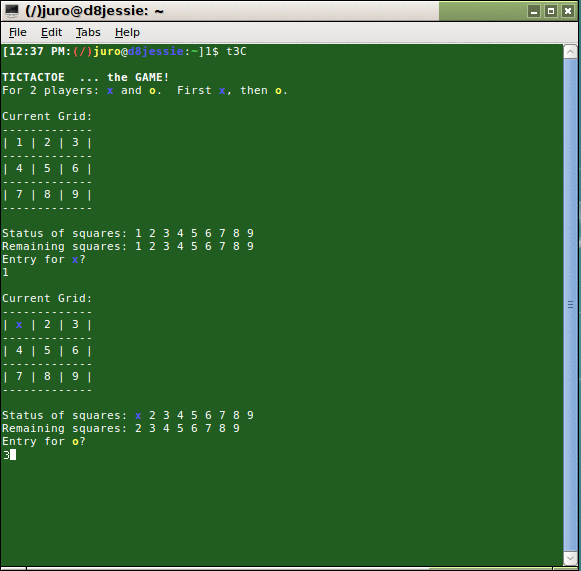 (/)juro@d8jessie: ~
File Edit Tabs Help
[12:37 PM:(/)juro@d8jessie:~]1$ t3C
TICTACTOE  ... the GAME!
For 2 players: x and o.  First x, then o.
Current Grid:
-------------
| 1 | 2 | 3 |
-------------
| 4 | 5 | 6 |
-------------
| 7 | 8 | 9 |
-------------
Status of squares: 1 2 3 4 5 6 7 8 9
Remaining squares: 1 2 3 4 5 6 7 8 9
Entry for x?
1
Current Grid:
-------------
| x | 2 | 3 |
-------------
| 4 | 5 | 6 |
-------------
| 7 | 8 | 9 |
-------------
Status of squares: x 2 3 4 5 6 7 8 9
Remaining squares: 2 3 4 5 6 7 8 9
Entry for o?
3